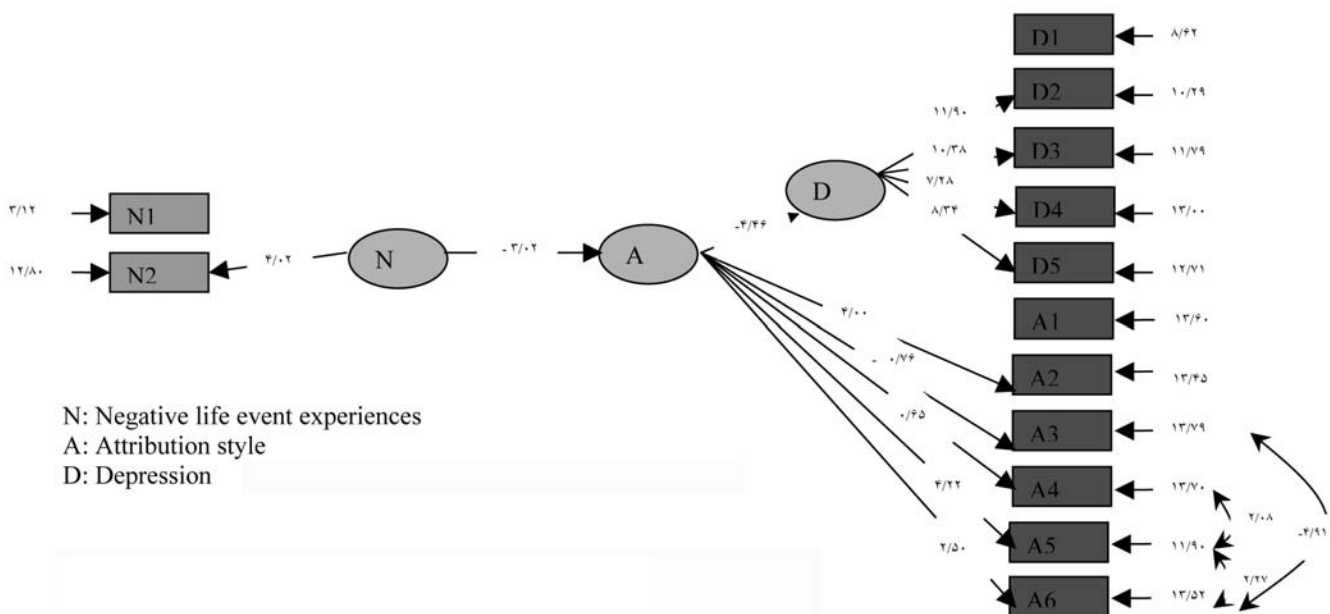 D1 ۸/۶۲
D2 ۱۰/۲۹
۱۱/۹۰
D3 ۱۱/۷۹
۱۰/۳۸
۷/۲۸
D
۸/۳۴
D4 ۱۳/۰۰
۳/۱۲ N1
-۴/۴۶
۱۲/۸۰ N2 ۴/۰۲ N -۳/۰۲ A
D5 ۱۲/۷۱
A1 ۱۳/۶۰
۴/۰۰
- ۰/۷۶
A2 ۱۳/۴۵
۰/۶۵
A3 ۱۳/۷۹
N: Negative life event experiences
A: Attribution style
D: Depression
۴/۲۲
A4 ۱۳/۷۰
۲/۰۸
-۴/۹۱
۲/۵۰
A5 ۱۱/۹۰
۲/۲۷
A6 ۱۳/۵۲